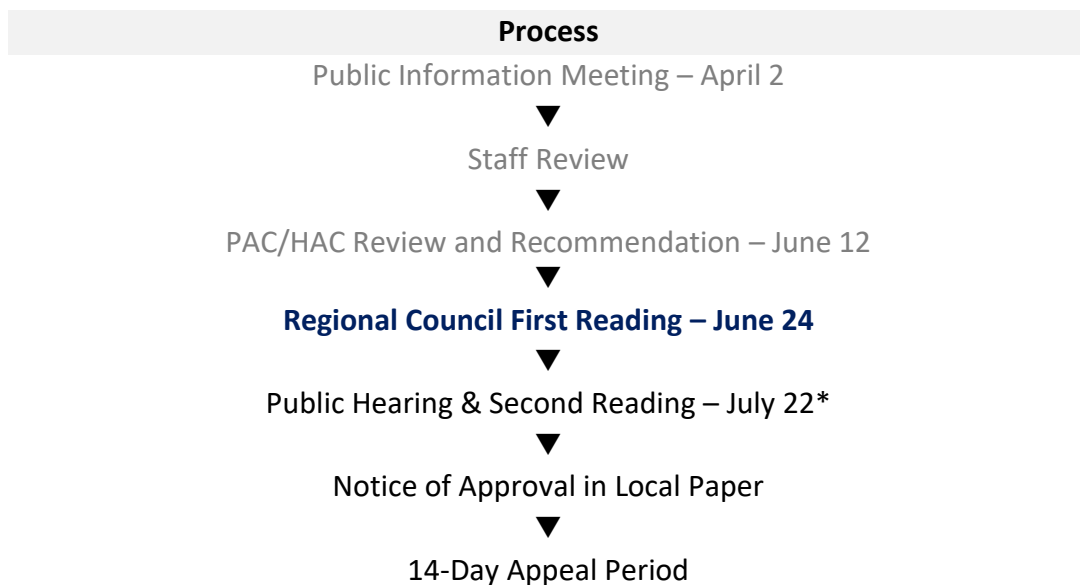 Process
Public Information Meeting – April 2
Staff Review
PAC/HAC Review and Recommendation – June 12
Regional Council First Reading – June 24
Public Hearing & Second Reading – July 22*
Notice of Approval in Local Paper
14-Day Appeal Period